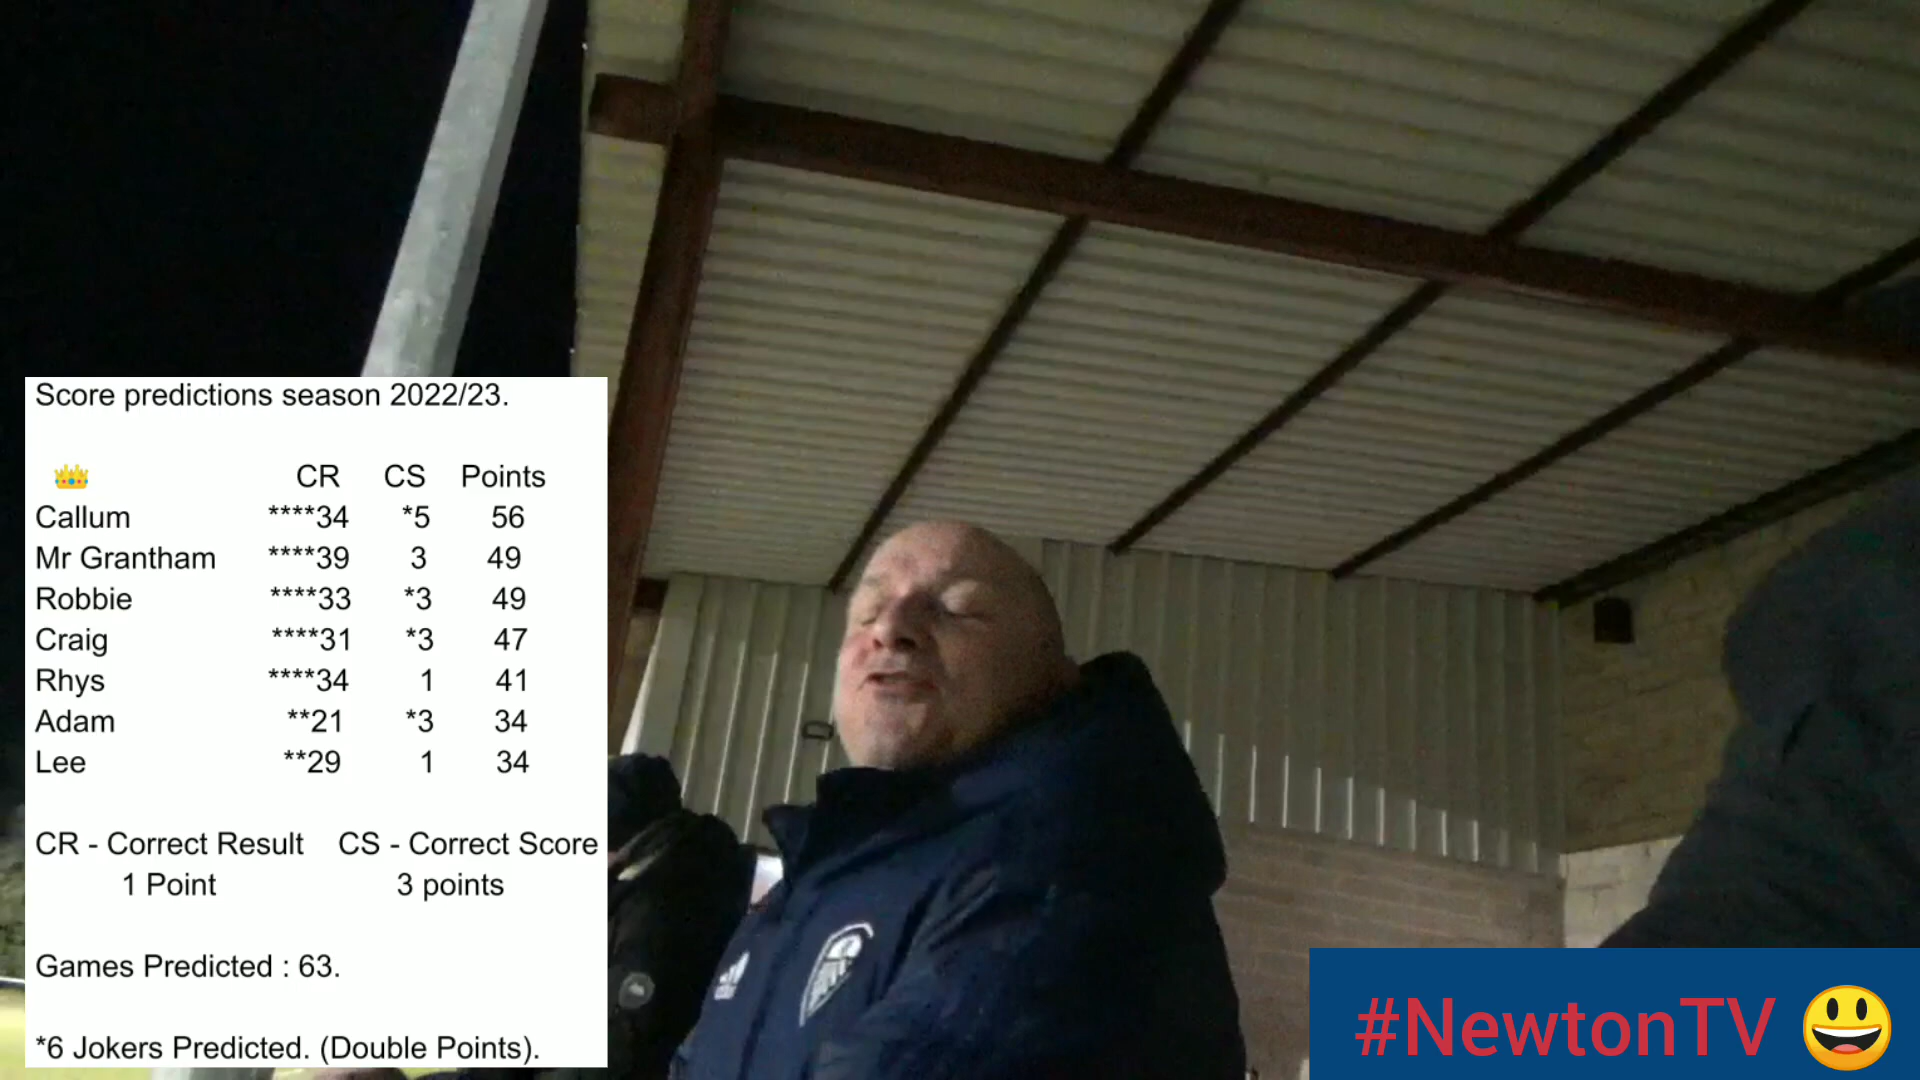 Score predictions season 2022/23.
👑 CR CS Points
Callum ****34 *5 56
Mr Grantham ****39 3 49
Robbie ****33 *3 49
Craig ****31 *3 47
Rhys ****34 1 41
Adam **21 *3 34
Lee **29 1 34
CR - Correct Result CS - Correct Score
1 Point 3 points
Games Predicted : 63.
*6 Jokers Predicted. (Double Points).
#NewtonTV 😃